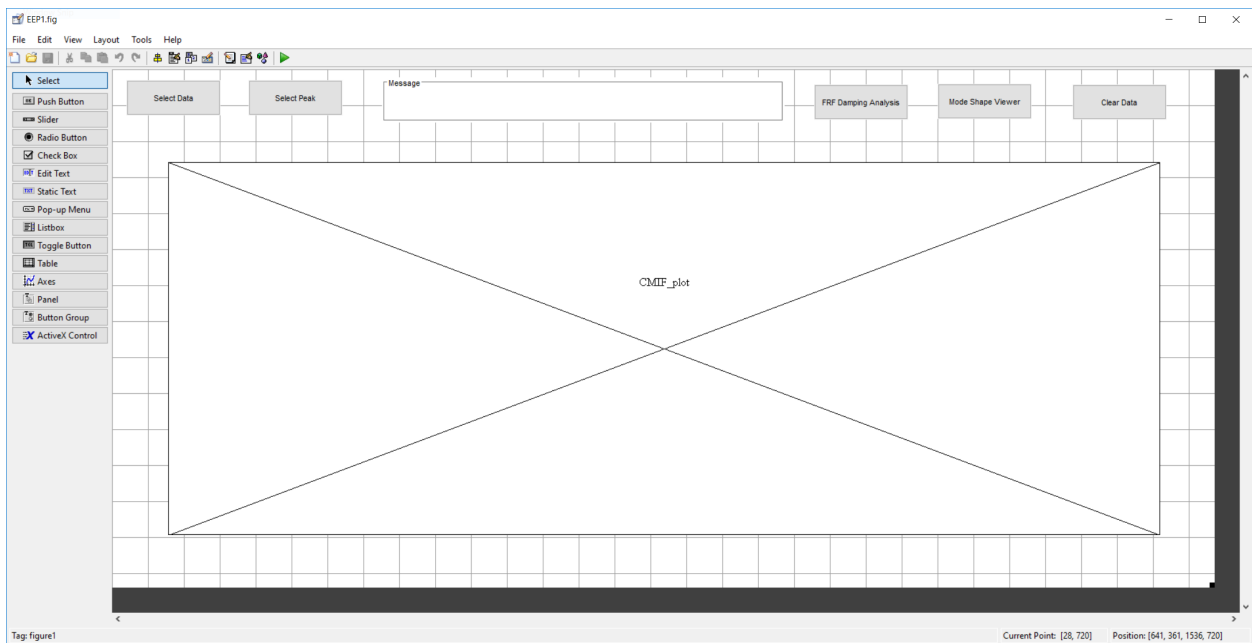 EEP1.fig
File Edit View Layout Tools Help
Select
Push Button
Slider
Radio Button
Check Box
Edit Text
Static Text
Pop-up Menu
Listbox
Toggle Button
Table
Axes
Panel
Button Group
ActiveX Control
Select Data
Select Peak
Message
FRF Damping Analysis
Mode Shape Viewer
Clear Data
CMIF_plot
Tag: figure1
Current Point: [28, 720]
Position: [641, 361, 1536, 720]